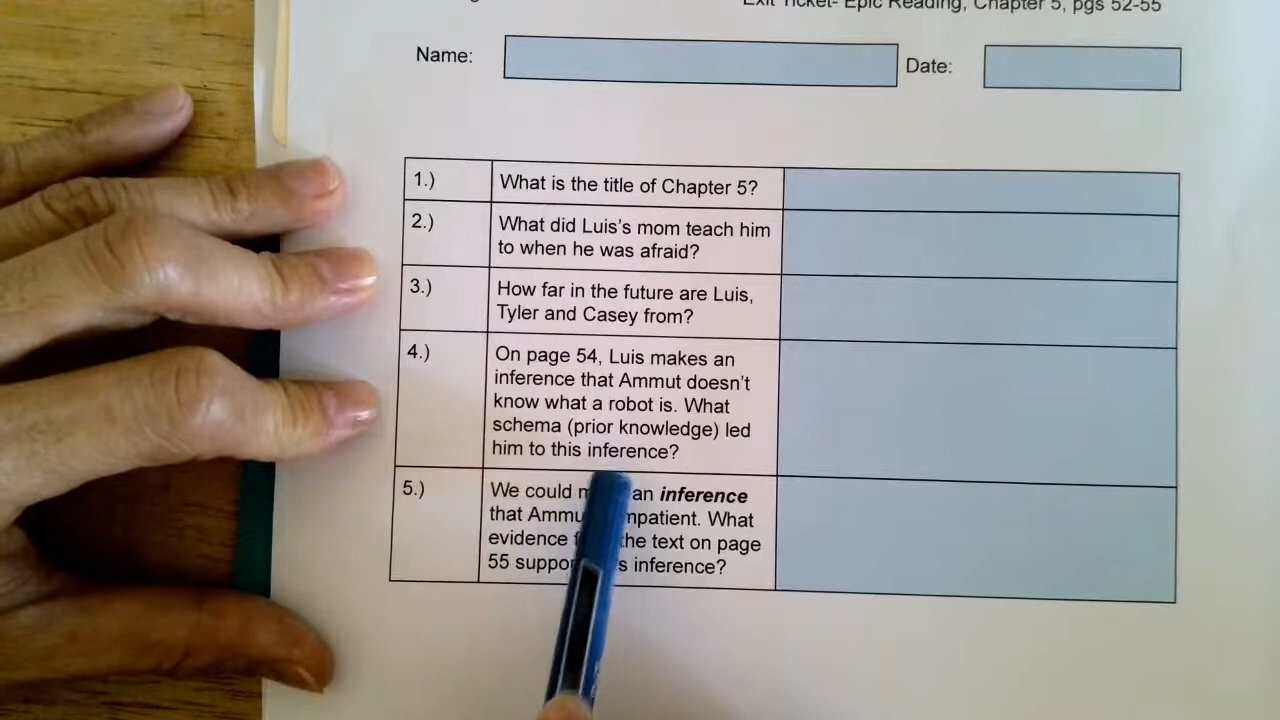 Exit Ticket- Epic Reading, Chapter 5, pgs 52-55
Name:
Date:
1.) What is the title of Chapter 5?
2.) What did Luis's mom teach him
to when he was afraid?
3.) How far in the future are Luis,
Tyler and Casey from?
4.) On page 54, Luis makes an
inference that Ammut doesn't
know what a robot is. What
schema (prior knowledge) led
him to this inference?
5.) We could an inference
that impatient. What
evidence the text on page
55 inference?